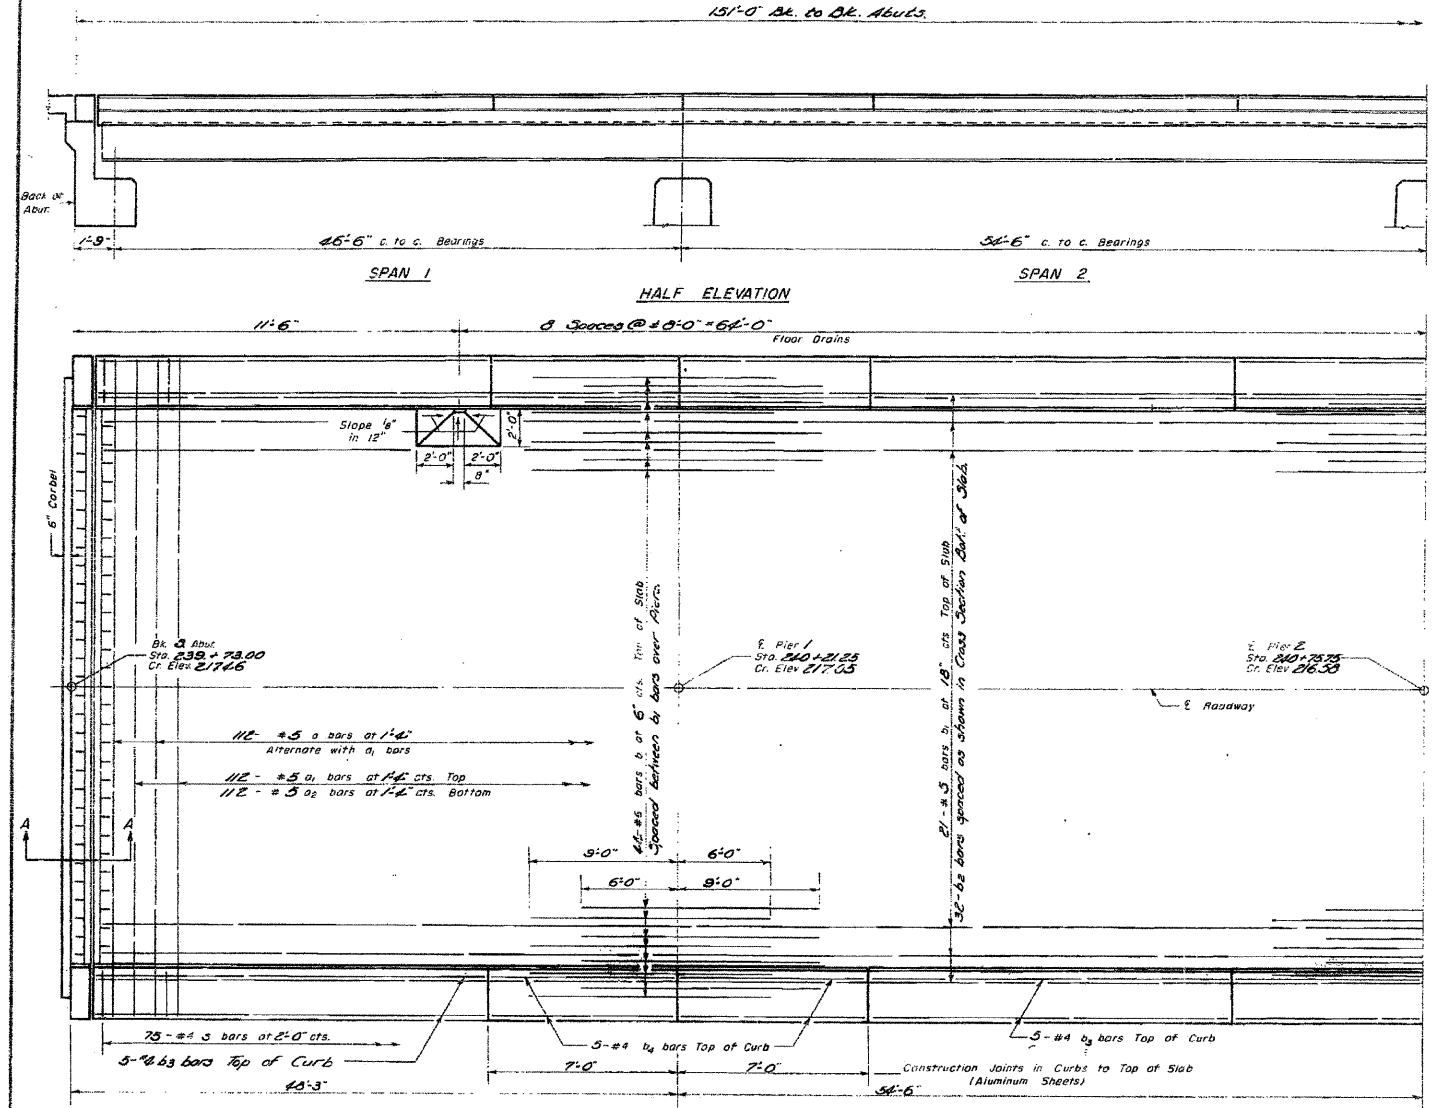 151'-0" Bk. to Bk. Abuts.
Back of
Abut.
1'-9"
46'-6" c. to c. Bearings
54'-6" c. to c. Bearings
SPAN 1
SPAN 2
HALF ELEVATION
11'-6"
8 Spaces @ ± 8'-0" = 64'-0"
Floor Drains
Slope ⅛"
in 12"
2'-0"
2'-0"
2'-0"
8"
6" Corbel
44-#6 bars b at 6" cts. Top of Slab
Spaced between b₁ bars over Piers.
21-#5 bars b₁ at 18" cts Top of Slab
32-b₂ bars spaced as shown in Cross Section Bot. of Slab.
Bk. S. Abut.
Sta. 239+73.00
Cr. Elev. 217.46
℄ Pier 1
Sta. 240+21.25
Cr. Elev 217.05
℄ Pier 2
Sta. 240+75.75
Cr. Elev 216.58
℄ Roadway
112- #5 a bars at 1'-4"
Alternate with a₁ bars
112- #5 a₁ bars at 1'-4" cts. Top
112- #5 a₂ bars at 1'-4" cts. Bottom
A
A
9'-0"
6'-0"
6'-0"
9'-0"
75-#4 s bars at 2'-0" cts.
5-#4 b₃ bars Top of Curb
5-#4 b₄ bars Top of Curb
5-#4 b₅ bars Top of Curb
7'-0"
7'-0"
Construction Joints in Curbs to Top of Slab
(Aluminum Sheets)
48'-3"
54'-6"